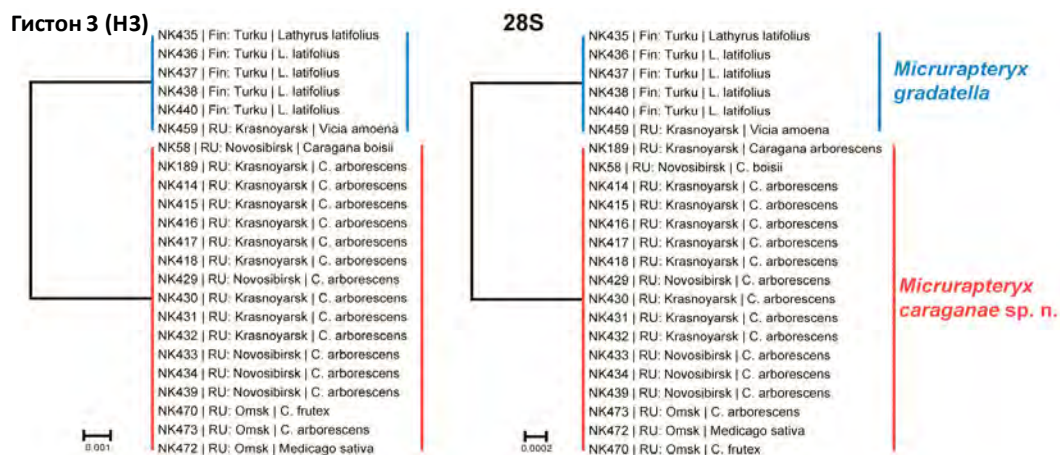 Гистон 3 (H3)
NK435 | Fin: Turku | Lathyrus latifolius
NK436 | Fin: Turku | L. latifolius
NK437 | Fin: Turku | L. latifolius
NK438 | Fin: Turku | L. latifolius
NK440 | Fin: Turku | L. latifolius
NK459 | RU: Krasnoyarsk | Vicia amoena
NK58 | RU: Novosibirsk | Caragana boisii
NK189 | RU: Krasnoyarsk | C. arborescens
NK414 | RU: Krasnoyarsk | C. arborescens
NK415 | RU: Krasnoyarsk | C. arborescens
NK416 | RU: Krasnoyarsk | C. arborescens
NK417 | RU: Krasnoyarsk | C. arborescens
NK418 | RU: Krasnoyarsk | C. arborescens
NK429 | RU: Novosibirsk | C. arborescens
NK430 | RU: Krasnoyarsk | C. arborescens
NK431 | RU: Krasnoyarsk | C. arborescens
NK432 | RU: Krasnoyarsk | C. arborescens
NK433 | RU: Novosibirsk | C. arborescens
NK434 | RU: Novosibirsk | C. arborescens
NK439 | RU: Novosibirsk | C. arborescens
NK470 | RU: Omsk | C. frutex
NK473 | RU: Omsk | C. arborescens
NK472 | RU: Omsk | Medicago sativa
0.001
28S
NK435 | Fin: Turku | Lathyrus latifolius
NK436 | Fin: Turku | L. latifolius
NK437 | Fin: Turku | L. latifolius
NK438 | Fin: Turku | L. latifolius
NK440 | Fin: Turku | L. latifolius
NK459 | RU: Krasnoyarsk | Vicia amoena
NK189 | RU: Krasnoyarsk | Caragana arborescens
NK58 | RU: Novosibirsk | C. boisii
NK414 | RU: Krasnoyarsk | C. arborescens
NK415 | RU: Krasnoyarsk | C. arborescens
NK416 | RU: Krasnoyarsk | C. arborescens
NK417 | RU: Krasnoyarsk | C. arborescens
NK418 | RU: Krasnoyarsk | C. arborescens
NK429 | RU: Novosibirsk | C. arborescens
NK430 | RU: Krasnoyarsk | C. arborescens
NK431 | RU: Krasnoyarsk | C. arborescens
NK432 | RU: Krasnoyarsk | C. arborescens
NK433 | RU: Novosibirsk | C. arborescens
NK434 | RU: Novosibirsk | C. arborescens
NK439 | RU: Novosibirsk | C. arborescens
NK473 | RU: Omsk | C. arborescens
NK472 | RU: Omsk | Medicago sativa
NK470 | RU: Omsk | C. frutex
0.0002
Micrurapteryx
gradatella
Micrurapteryx
caraganae sp. n.